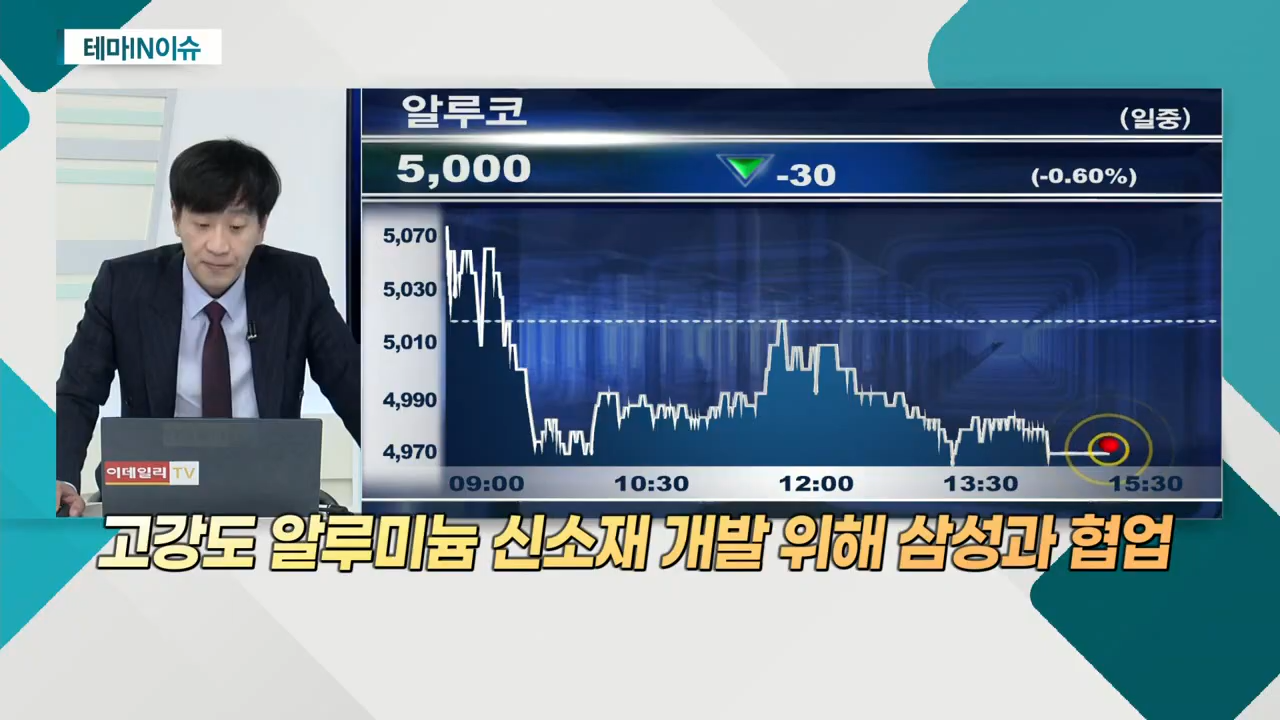 테마IN이슈
알루코
(일중)
5,000 -30 (-0.60%)
5,070
5,030
5,010
4,990
4,970
09:00 10:30 12:00 13:30 15:30
이데일리TV
고강도 알루미늄 신소재 개발 위해 삼성과 협업